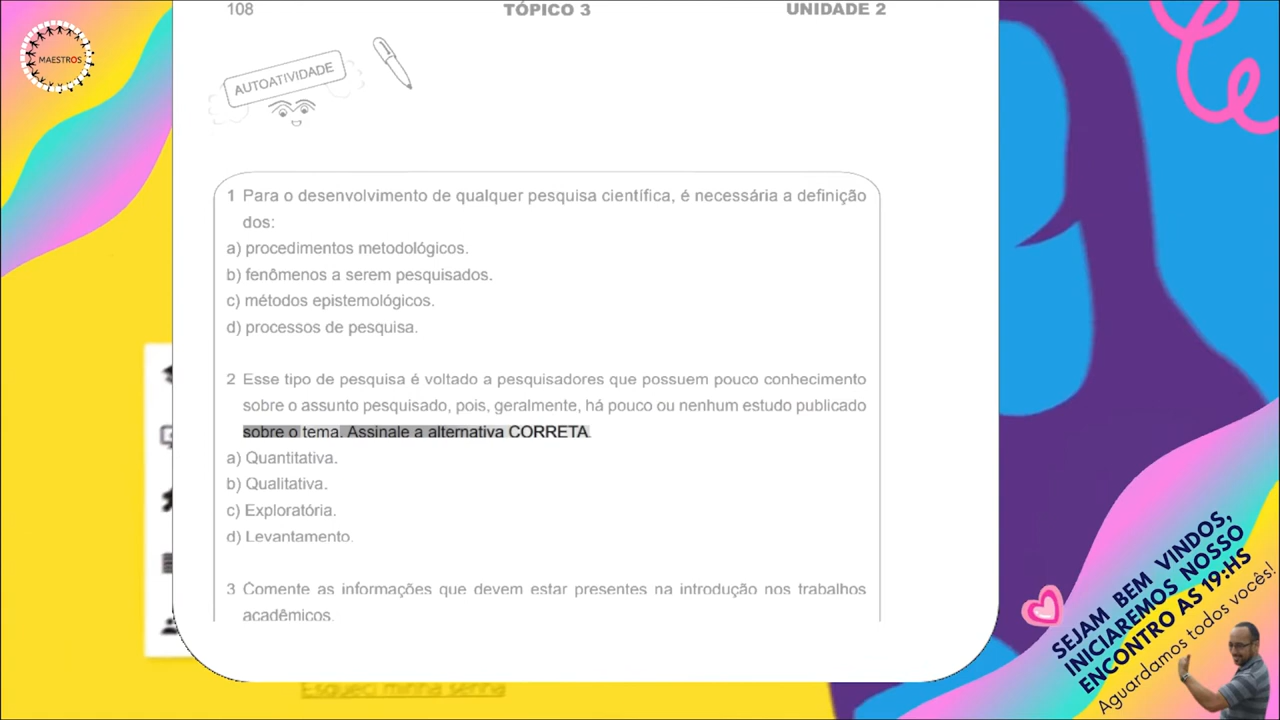 108 TÓPICO 3 UNIDADE 2
MAESTROS
AUTOATIVIDADE
1 Para o desenvolvimento de qualquer pesquisa científica, é necessária a definição
dos:
a) procedimentos metodológicos.
b) fenômenos a serem pesquisados.
c) métodos epistemológicos.
d) processos de pesquisa.
2 Esse tipo de pesquisa é voltado a pesquisadores que possuem pouco conhecimento
sobre o assunto pesquisado, pois, geralmente, há pouco ou nenhum estudo publicado
sobre o tema. Assinale a alternativa CORRETA.
a) Quantitativa.
b) Qualitativa.
c) Exploratória.
d) Levantamento.
3 Comente as informações que devem estar presentes na introdução nos trabalhos
acadêmicos.
Esqueci minha senha
SEJAM BEM VINDOS,
INICIAREMOS NOSSO
ENCONTRO AS 19:HS
Aguardamos todos vocês!